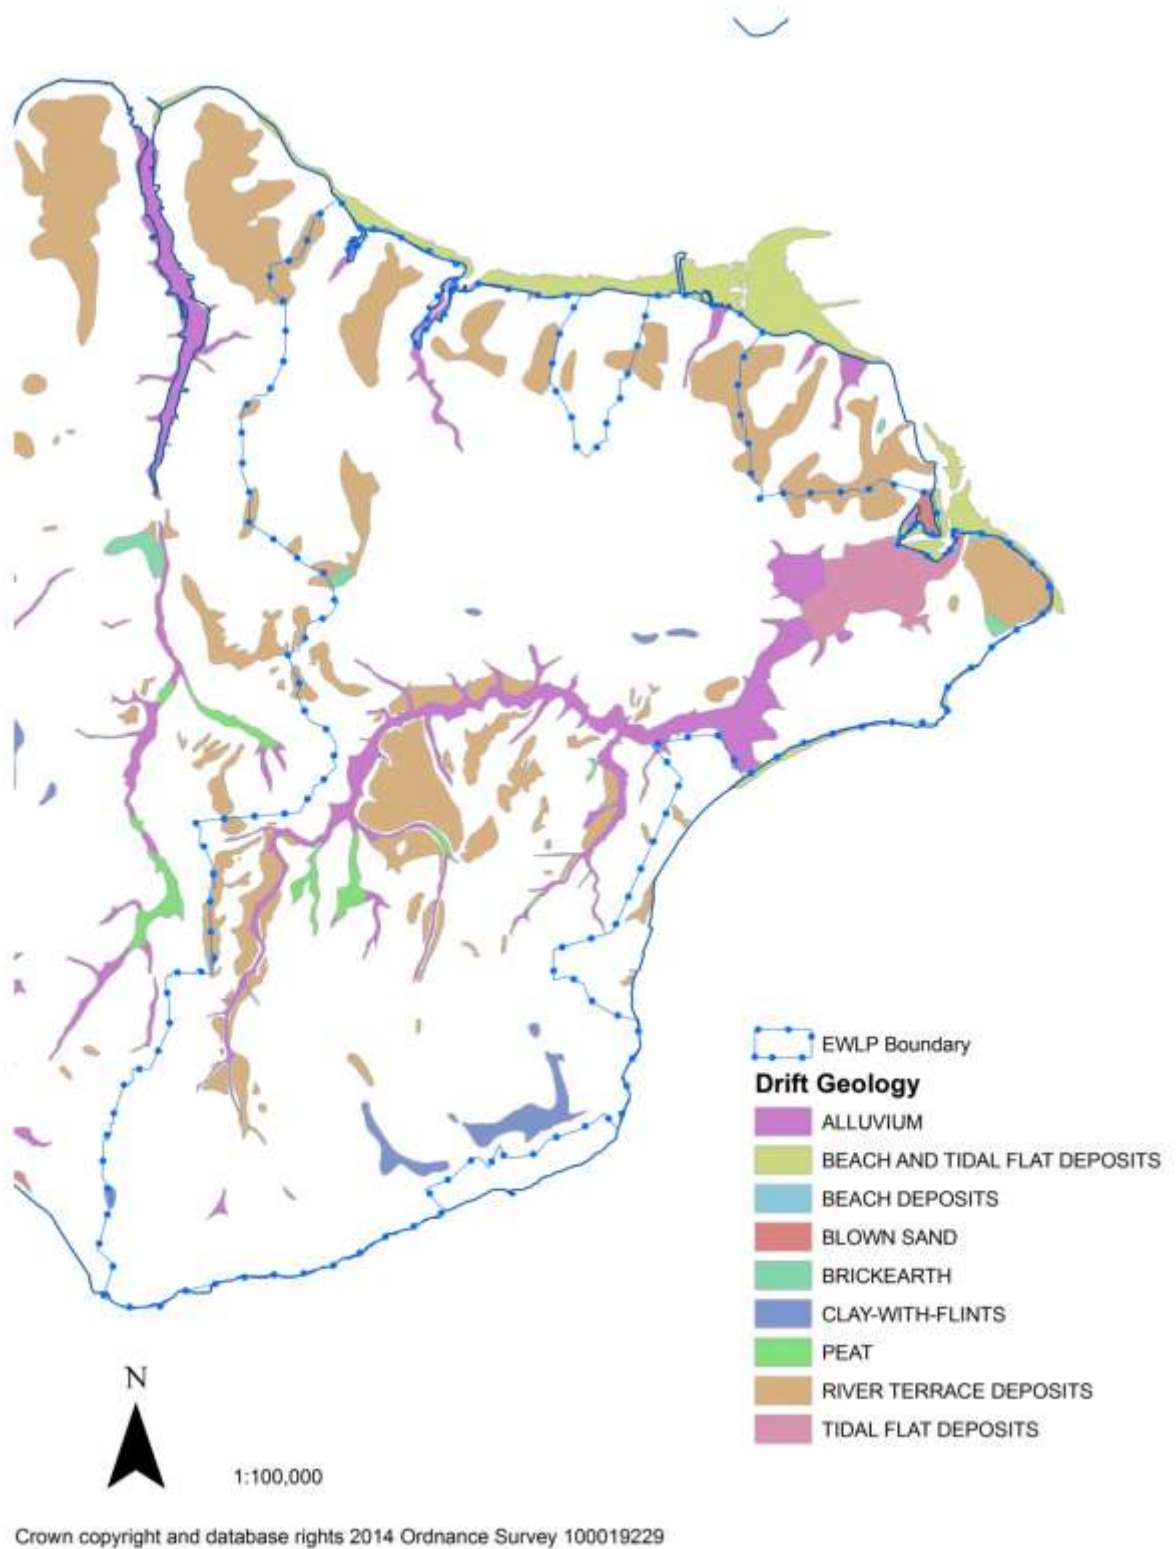 EWLP Boundary
Drift Geology
ALLUVIUM
BEACH AND TIDAL FLAT DEPOSITS
BEACH DEPOSITS
BLOWN SAND
BRICKEARTH
CLAY-WITH-FLINTS
PEAT
RIVER TERRACE DEPOSITS
TIDAL FLAT DEPOSITS
N
1:100,000
Crown copyright and database rights 2014 Ordnance Survey 100019229